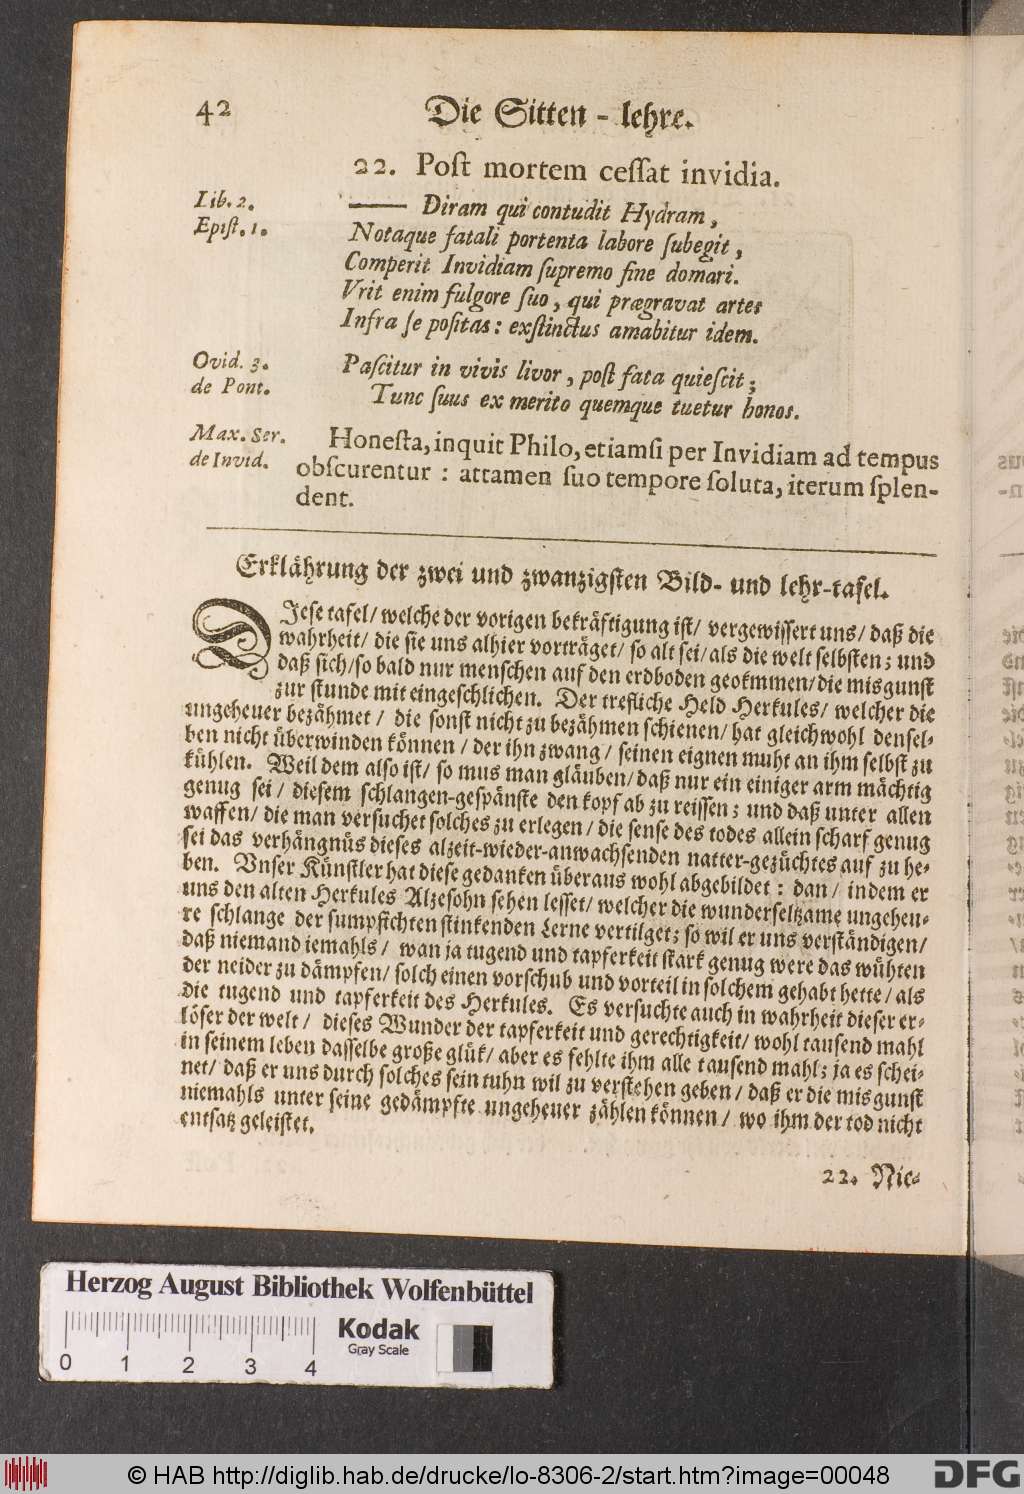 42 Die Sitten-lehre.
22. Poſt mortem ceſſat invidia.
Lib. 2.
Epiſt. 1.
—— Diram qui contudit Hydram,
Notaque fatali portenta labore ſubegit,
Comperit Invidiam ſupremo fine domari.
Vrit enim fulgore ſuo, qui prægravat artes
Infra ſe poſitas: exſtinctus amabitur idem.
Ovid. 3.
de Pont.
Paſcitur in vivis livor, poſt fata quieſcit;
Tunc ſuus ex merito quemque tuetur honos.
Max. Ser.
de Invid.
Honeſta, inquit Philo, etiamſi per Invidiam ad tempus
obſcurentur : attamen ſuo tempore ſoluta, iterum ſplen-
dent.
Erklährung der zwei und zwanzigſten Bild- und lehr-tafel.
DIeſe tafel/ welche der vorigen bekräftigung iſt/ vergewiſſert uns/ daß die
wahrheit/ die ſie uns alhier vorträget/ ſo alt ſei/ als die welt ſelbſten; und
daß ſich/ ſo bald nur menſchen auf den erdboden geokmmen/ die misgunſt
zur ſtunde mit eingeſchlichen. Der trefliche Held Herkules/ welcher die
ungeheuer bezähmet/ die ſonſt nicht zu bezähmen ſchienen/ hat gleichwohl denſel-
ben nicht überwinden können/ der ihn zwang/ ſeinen eignen muht an ihm ſelbſt zu
kühlen. Weil dem alſo iſt/ ſo mus man gläuben/ daß nur ein einiger arm mächtig
genug ſei/ dieſem ſchlangen-geſpänſte den kopf ab zu reiſſen; und daß unter allen
waffen/ die man verſuchet ſolches zu erlegen/ die ſenſe des todes allein ſcharf genug
ſei das verhängnüs dieſes alzeit-wieder-anwachſenden natter-gezüchtes auf zu he-
ben. Vnſer Künſtler hat dieſe gedanken überaus wohl abgebildet : dan/ indem er
uns den alten Herkules Alzeſohn ſehen leſſet/ welcher die wunderſeltzame ungeheu-
re ſchlange der ſumpfichten ſtinkenden Lerne vertilget; ſo wil er uns verſtändigen/
daß niemand iemahls/ wan ja tugend und tapferkeit ſtark genug were das wühten
der neider zu dämpfen/ ſolch einen vorſchub und vorteil in ſolchem gehabt hette/ als
die tugend und tapferkeit des Herkules. Es verſuchte auch in wahrheit dieſer er-
löſer der welt/ dieſes Wunder der tapferkeit und gerechtigkeit/ wohl tauſend mahl
in ſeinem leben daſſelbe große glük/ aber es fehlte ihm alle tauſend mahl; ja es ſchei-
net/ daß er uns durch ſolches ſein tuhn wil zu verſtehen geben/ daß er die misgunſt
niemahls unter ſeine gedämpfte ungeheuer zählen können/ wo ihm der tod nicht
entſatz geleiſtet.
22. Nie-
Herzog August Bibliothek Wolfenbüttel
Kodak
Gray Scale
0 1 2 3 4
© HAB http://diglib.hab.de/drucke/lo-8306-2/start.htm?image=00048
DFG